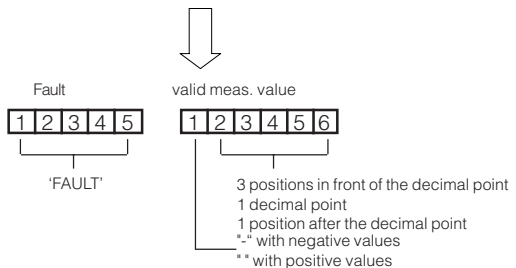 Fault valid meas. value
1 2 3 4 5 1 2 3 4 5 6
'FAULT'
3 positions in front of the decimal point
1 decimal point
1 position after the decimal point
"-" with negative values
" " with positive values